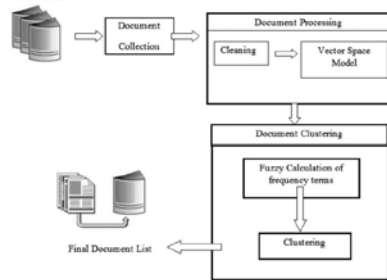 Document
Collection
Document Processing
Cleaning
Vector Space
Model
Document Clustering
Fuzzy Calculation of
frequency terms
Clustering
Final Document List